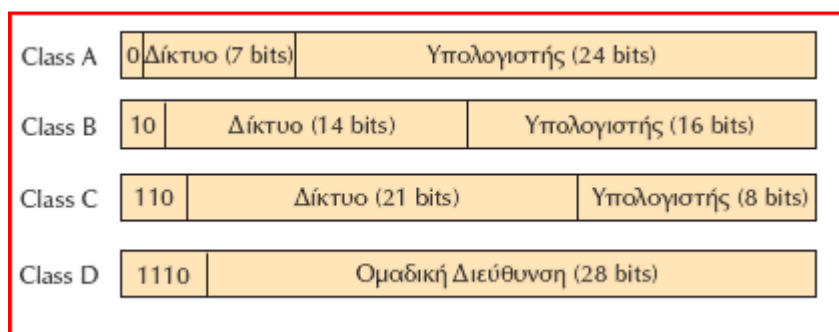 Class A 0 Δίκτυο (7 bits) Υπολογιστής (24 bits)
Class B 10 Δίκτυο (14 bits) Υπολογιστής (16 bits)
Class C 110 Δίκτυο (21 bits) Υπολογιστής (8 bits)
Class D 1110 Ομαδική Διεύθυνση (28 bits)